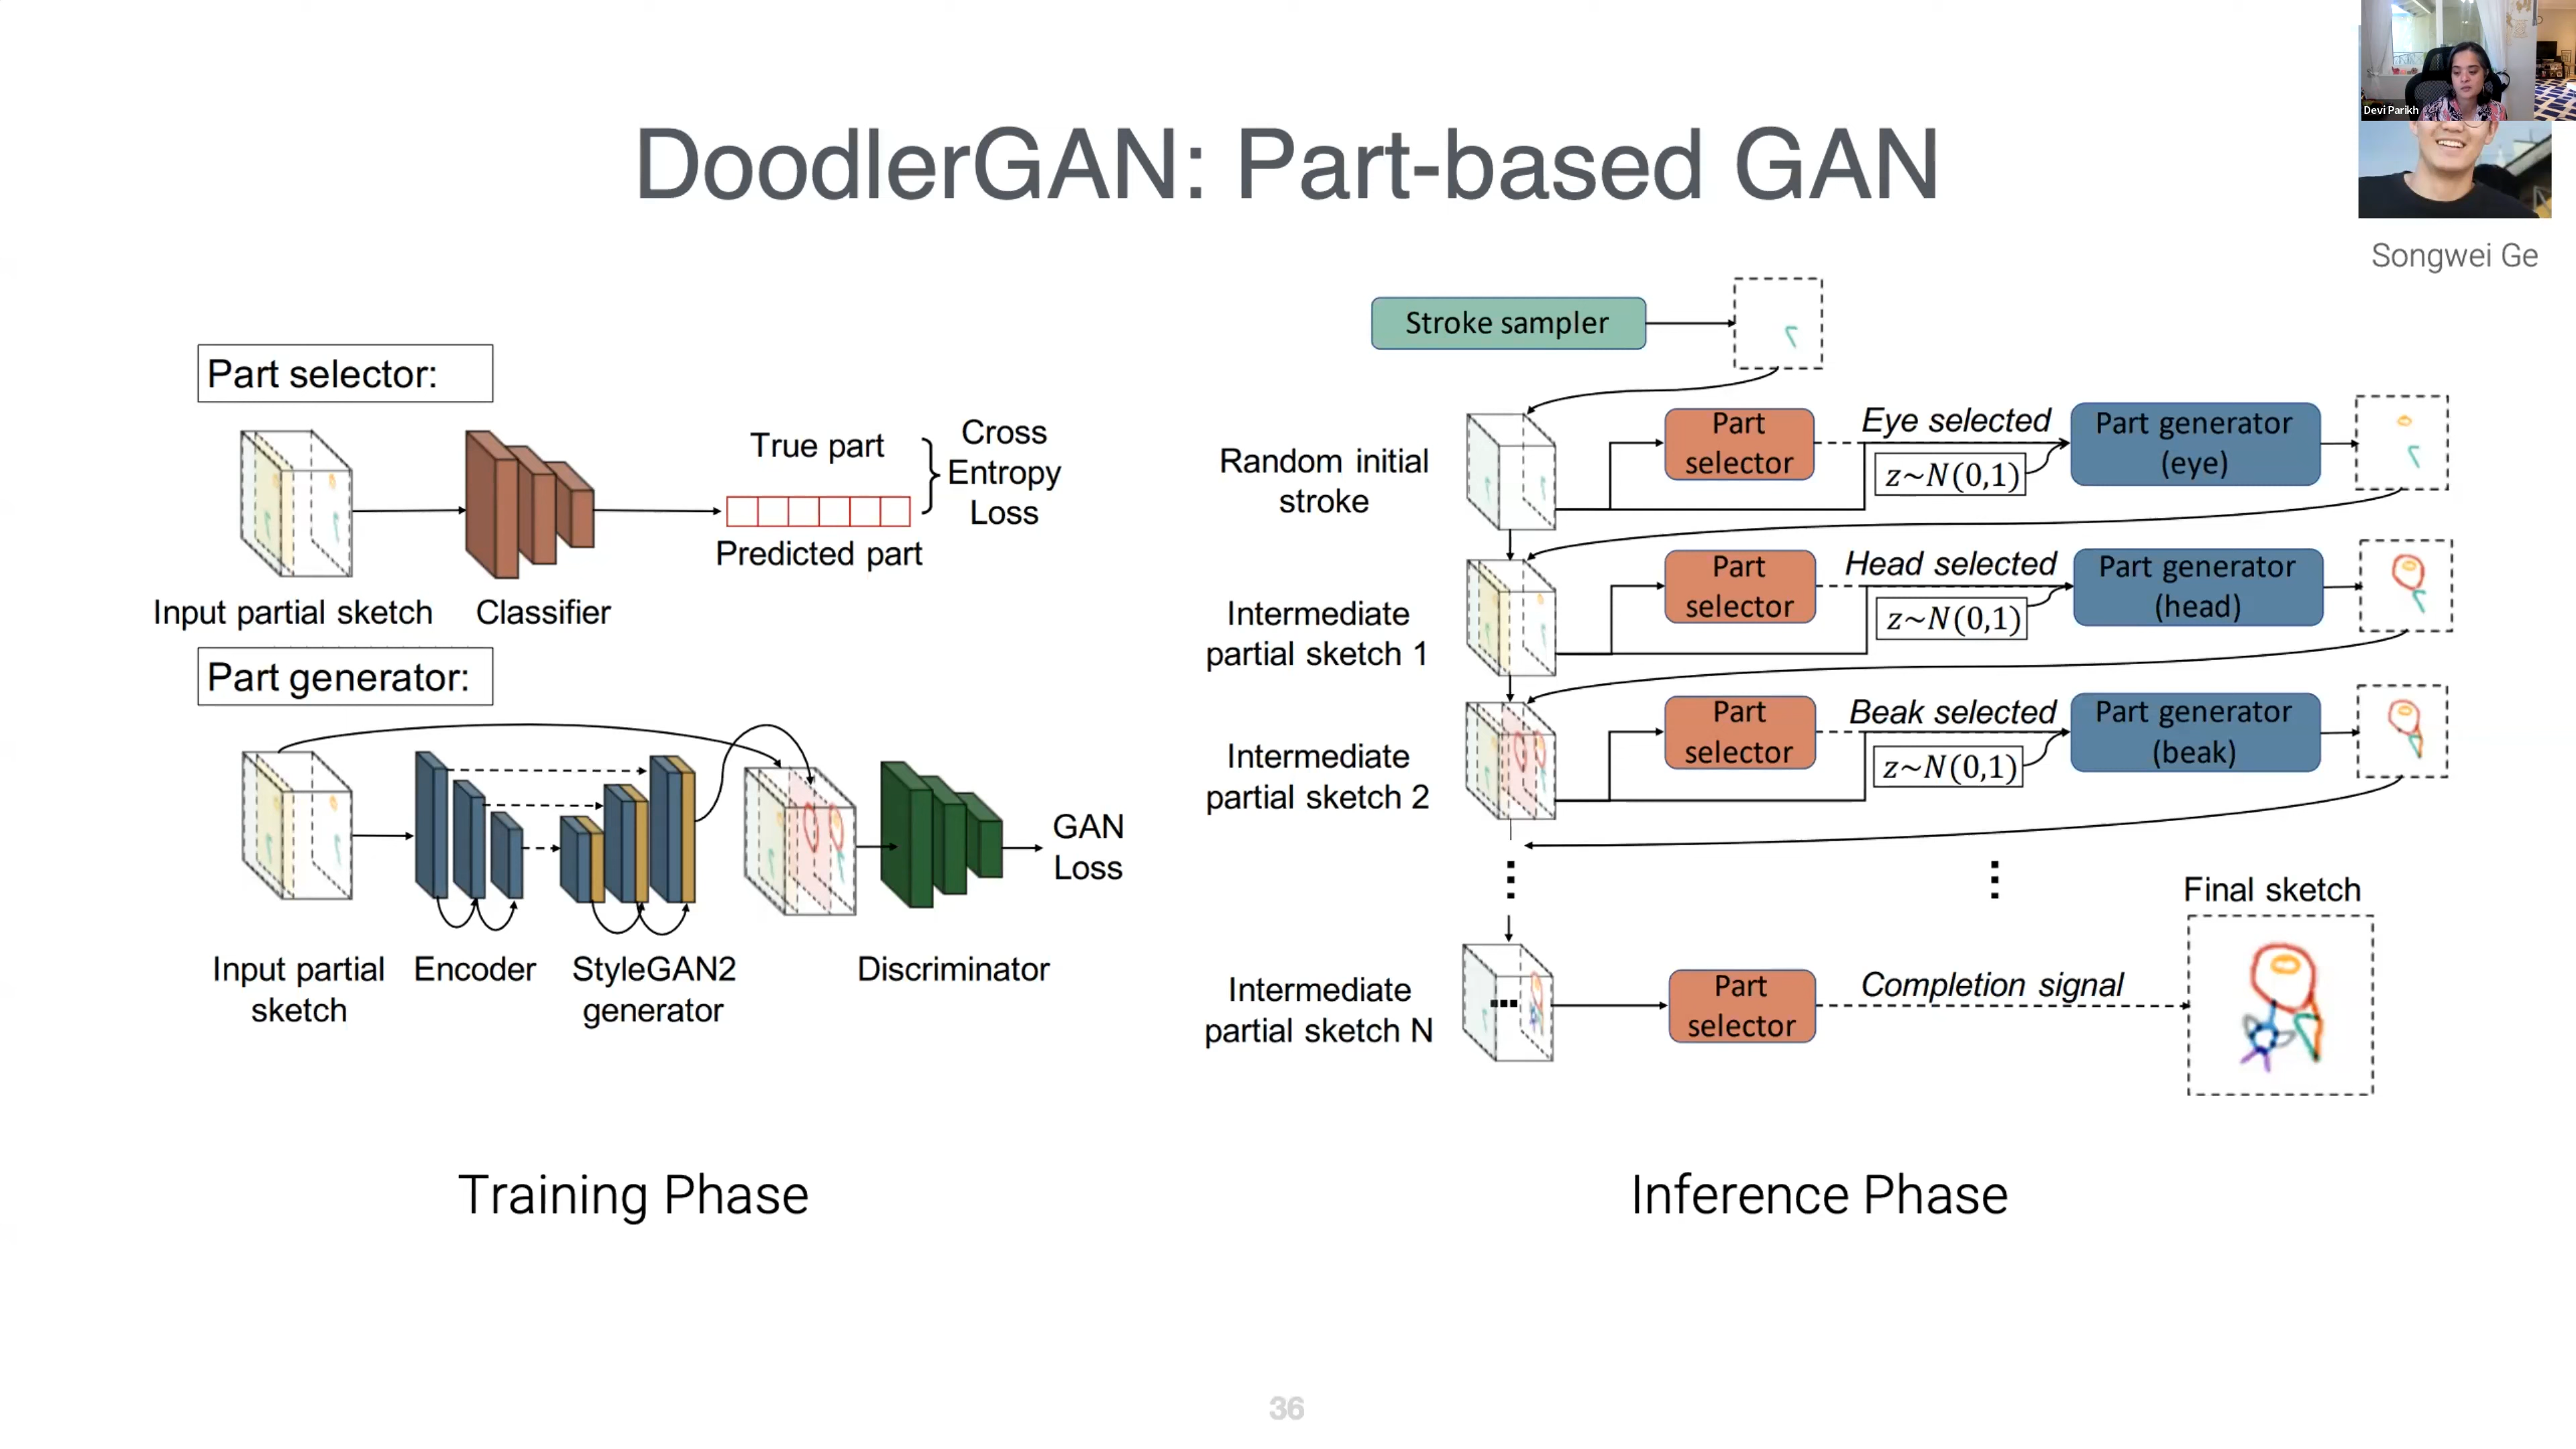 Devi Parikh
DoodlerGAN: Part-based GAN
Songwei Ge
Part selector:
True part
Cross
Entropy
Loss
Predicted part
Input partial sketch
Classifier
Part generator:
GAN
Loss
Input partial
sketch
Encoder
StyleGAN2
generator
Discriminator
Training Phase
Stroke sampler
Random initial
stroke
Part
selector
Eye selected
z~N(0,1)
Part generator
(eye)
Intermediate
partial sketch 1
Part
selector
Head selected
z~N(0,1)
Part generator
(head)
Intermediate
partial sketch 2
Part
selector
Beak selected
z~N(0,1)
Part generator
(beak)
Intermediate
partial sketch N
Part
selector
Completion signal
Final sketch
Inference Phase
36